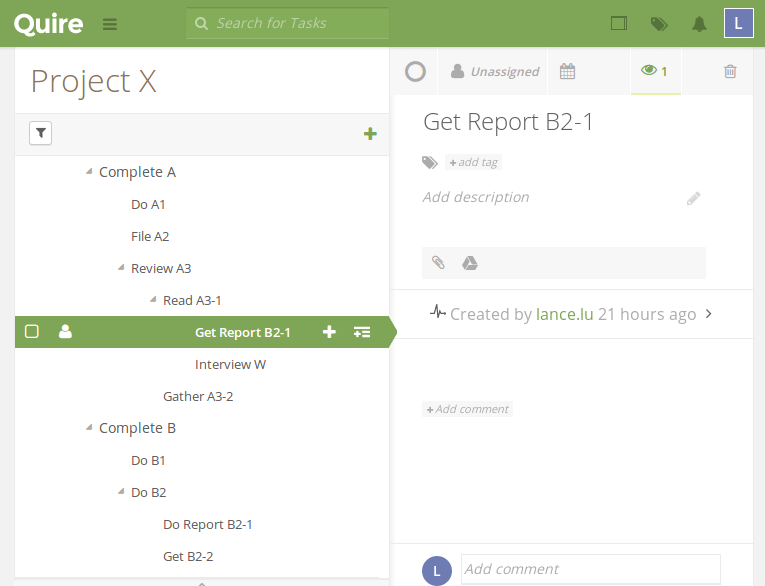 Quire
Search for Tasks
L
Project X
Complete A
Do A1
File A2
Review A3
Read A3-1
Get Report B2-1
Interview W
Gather A3-2
Complete B
Do B1
Do B2
Do Report B2-1
Get B2-2
Unassigned
1
Get Report B2-1
+ add tag
Add description
Created by lance.lu 21 hours ago
+ Add comment
L
Add comment